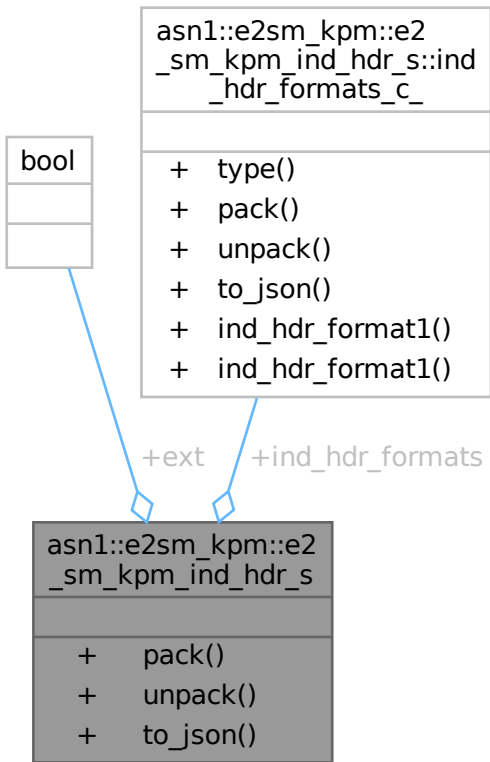 asn1::e2sm_kpm::e2
_sm_kpm_ind_hdr_s::ind
_hdr_formats_c_
+ type()
+ pack()
+ unpack()
+ to_json()
+ ind_hdr_format1()
+ ind_hdr_format1()
bool
+ext
+ind_hdr_formats
asn1::e2sm_kpm::e2
_sm_kpm_ind_hdr_s
+ pack()
+ unpack()
+ to_json()